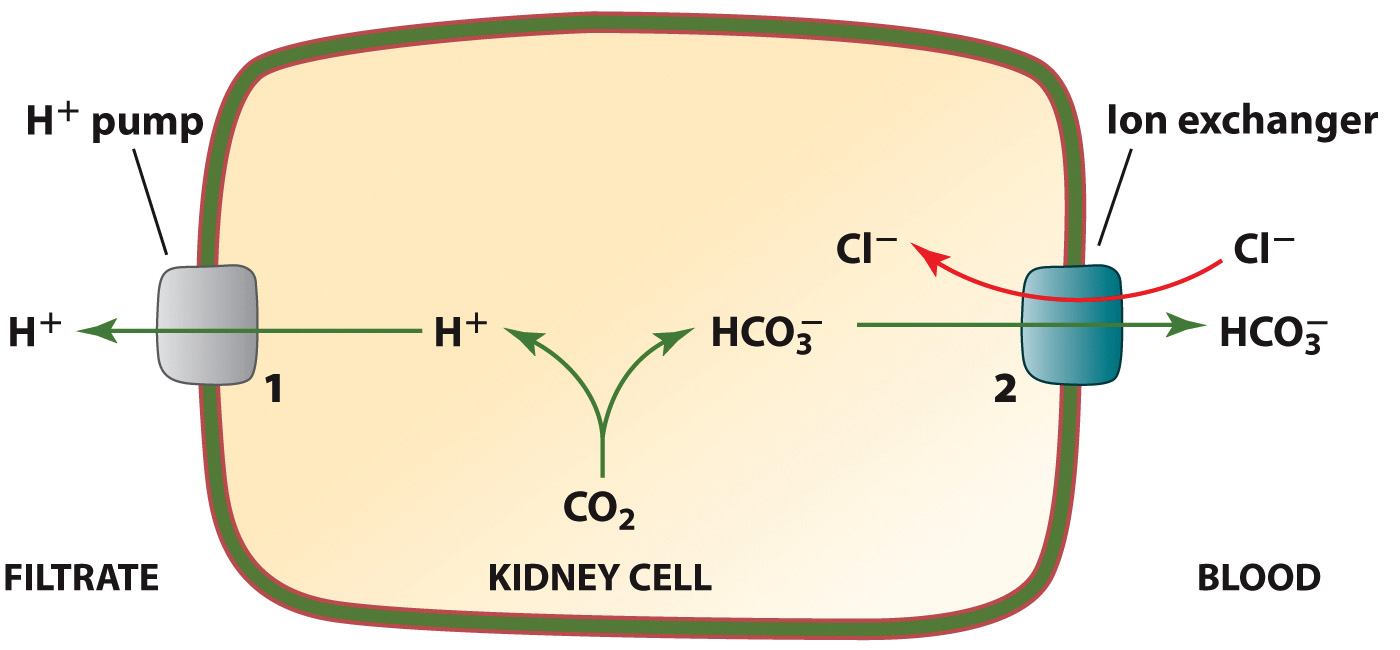 H⁺ pump
Ion exchanger
Cl⁻
Cl⁻
H⁺
H⁺
HCO₃⁻
HCO₃⁻
1
2
CO₂
FILTRATE
KIDNEY CELL
BLOOD